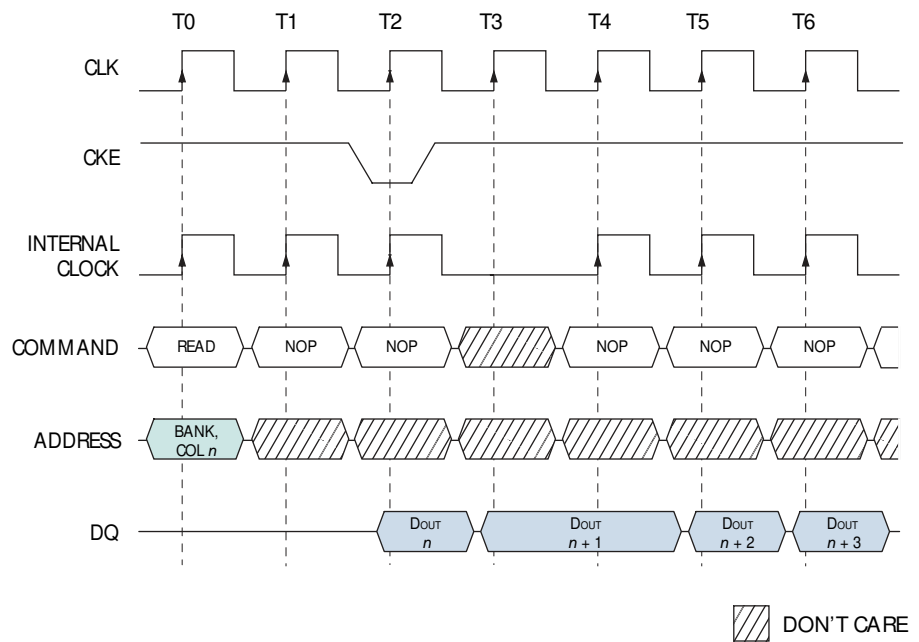 T0 T1 T2 T3 T4 T5 T6
CLK
CKE
INTERNAL
CLOCK
COMMAND READ NOP NOP NOP NOP NOP
ADDRESS BANK,
COL n
DQ DOUT DOUT DOUT DOUT
n n + 1 n + 2 n + 3
DON'T CARE